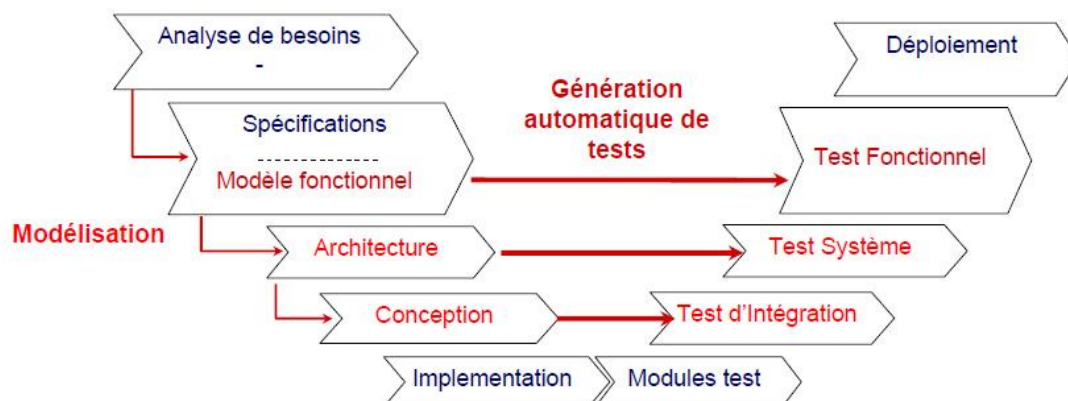 Analyse de besoins
-
Déploiement
Génération
automatique de
tests
Spécifications
--------------------
Modèle fonctionnel
Test Fonctionnel
Modélisation
Architecture
Test Système
Conception
Test d'Intégration
Implementation
Modules test